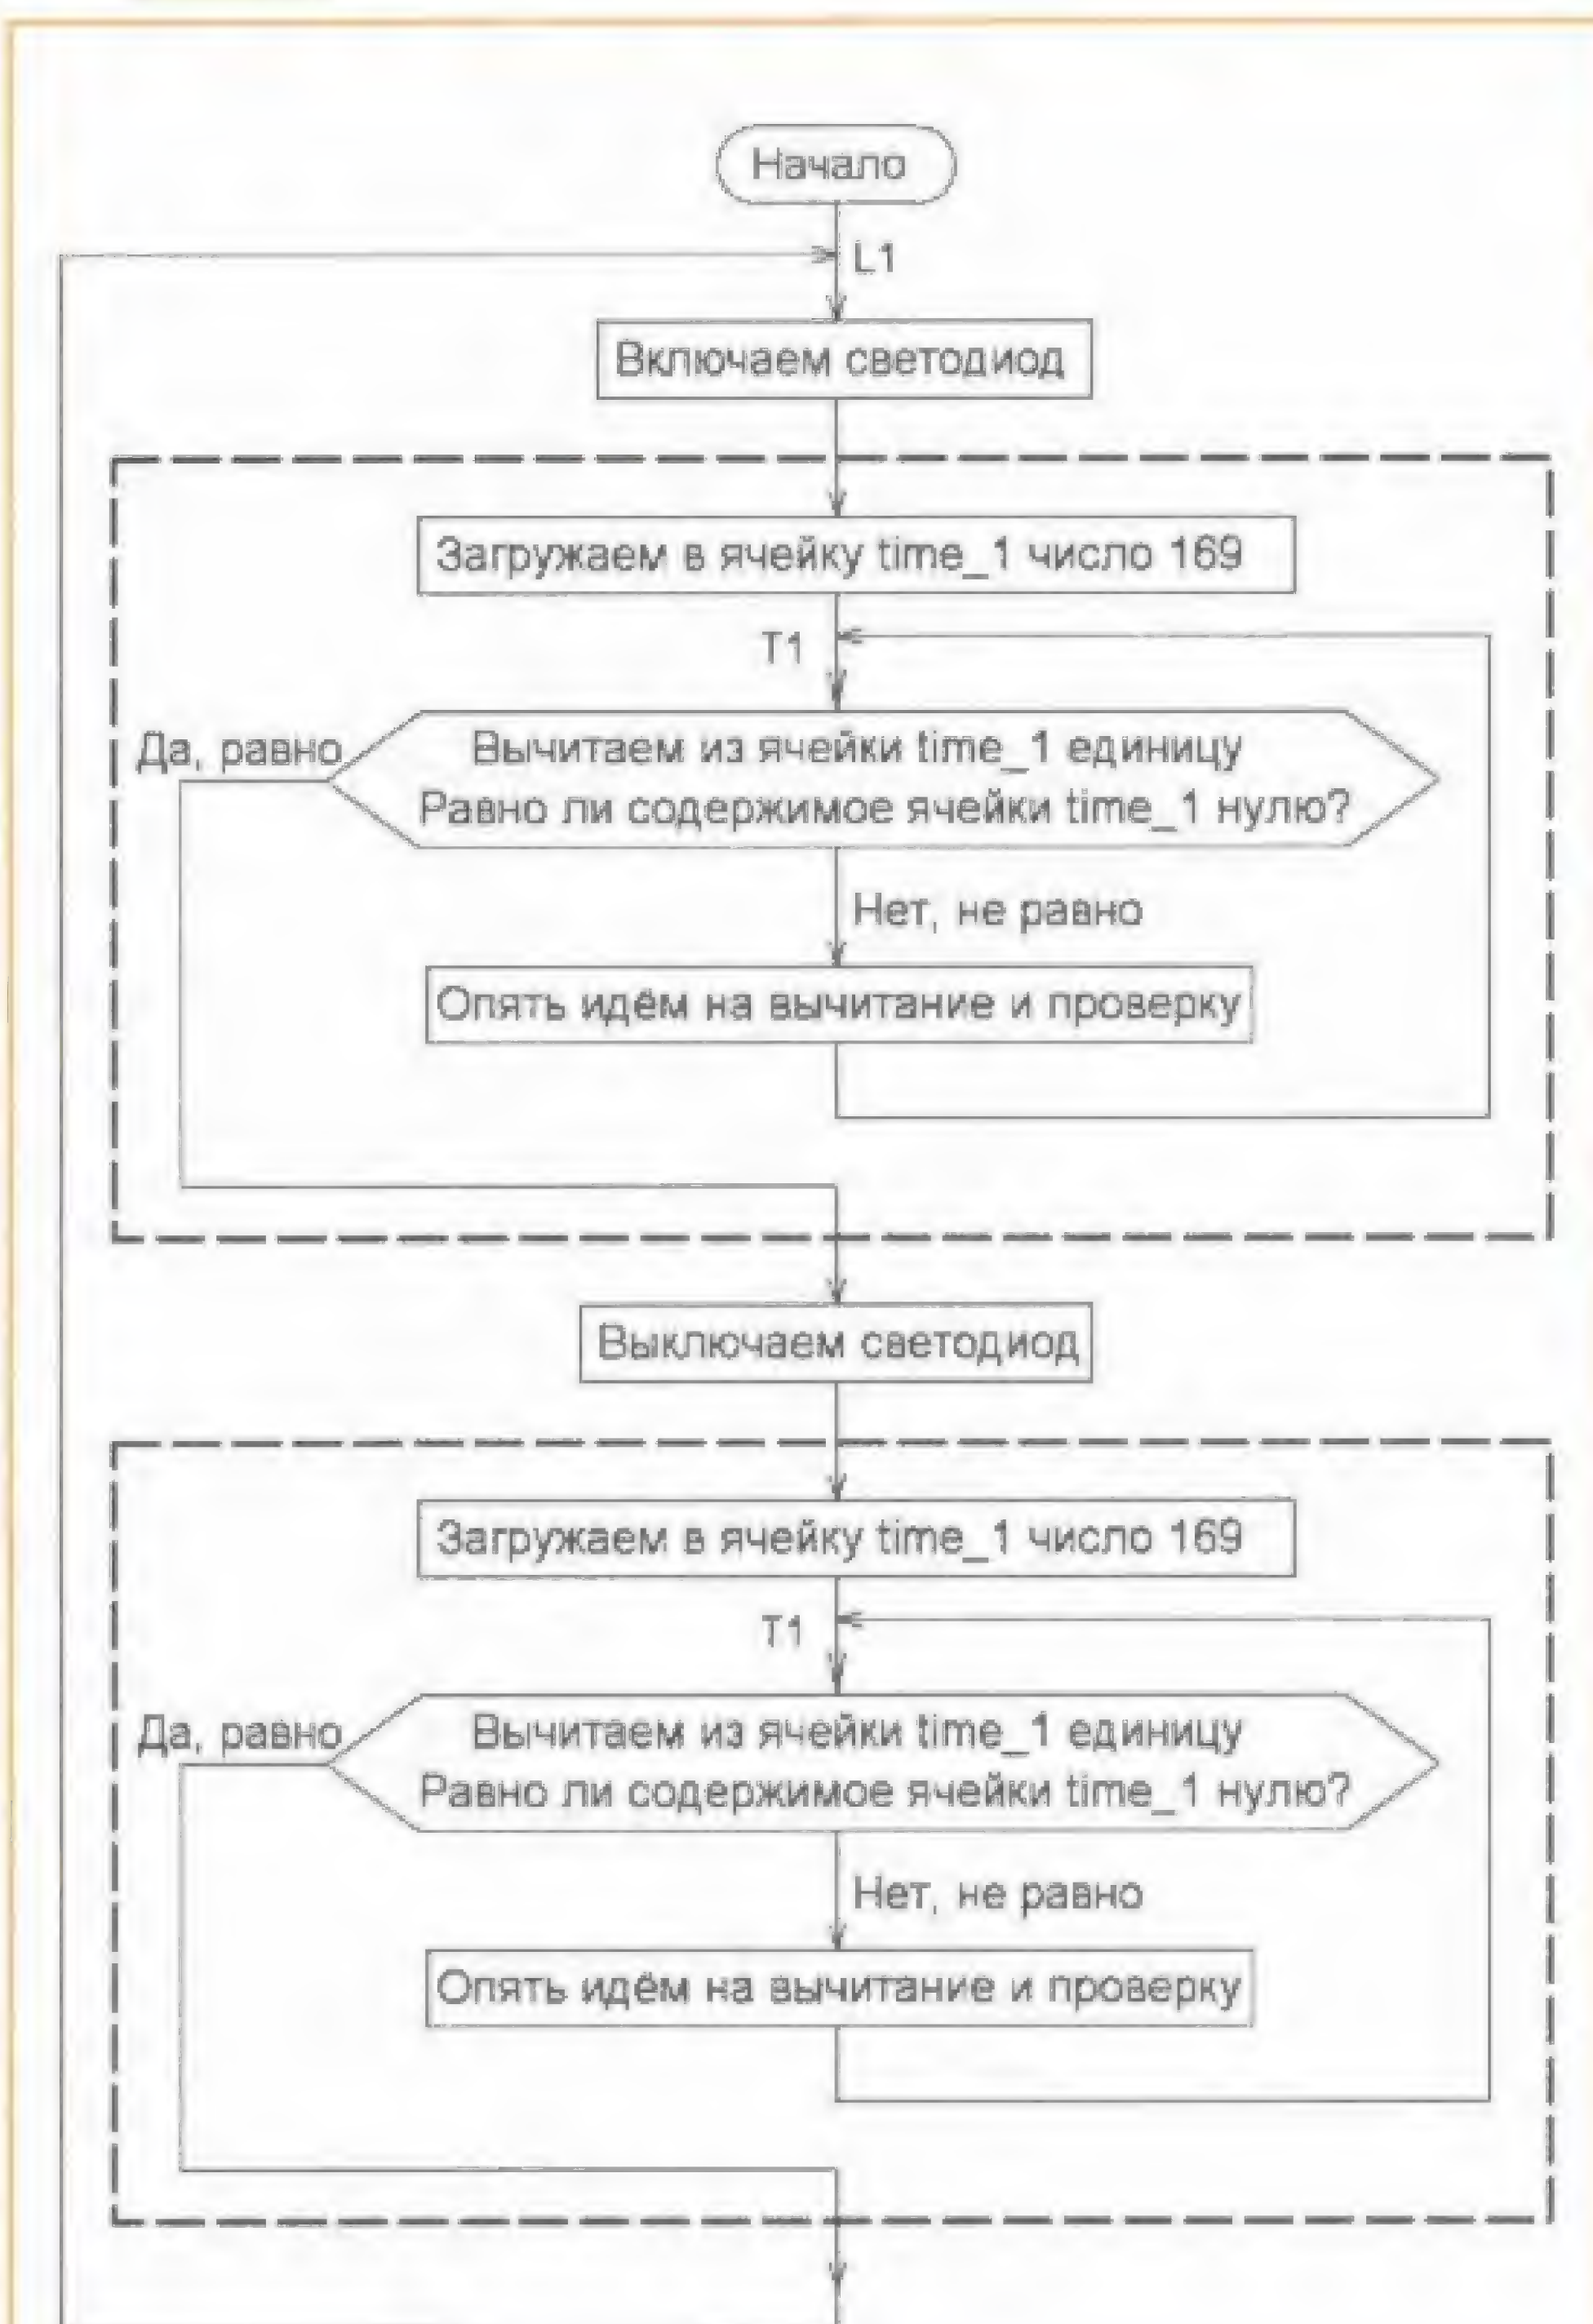 Начало
L1
Включаем светодиод
Загружаем в ячейку time_1 число 169
T1
Да, равно
Вычитаем из ячейки time_1 единицу
Равно ли содержимое ячейки time_1 нулю?
Нет, не равно
Опять идём на вычитание и проверку
Выключаем светодиод
Загружаем в ячейку time_1 число 169
T1
Да, равно
Вычитаем из ячейки time_1 единицу
Равно ли содержимое ячейки time_1 нулю?
Нет, не равно
Опять идём на вычитание и проверку